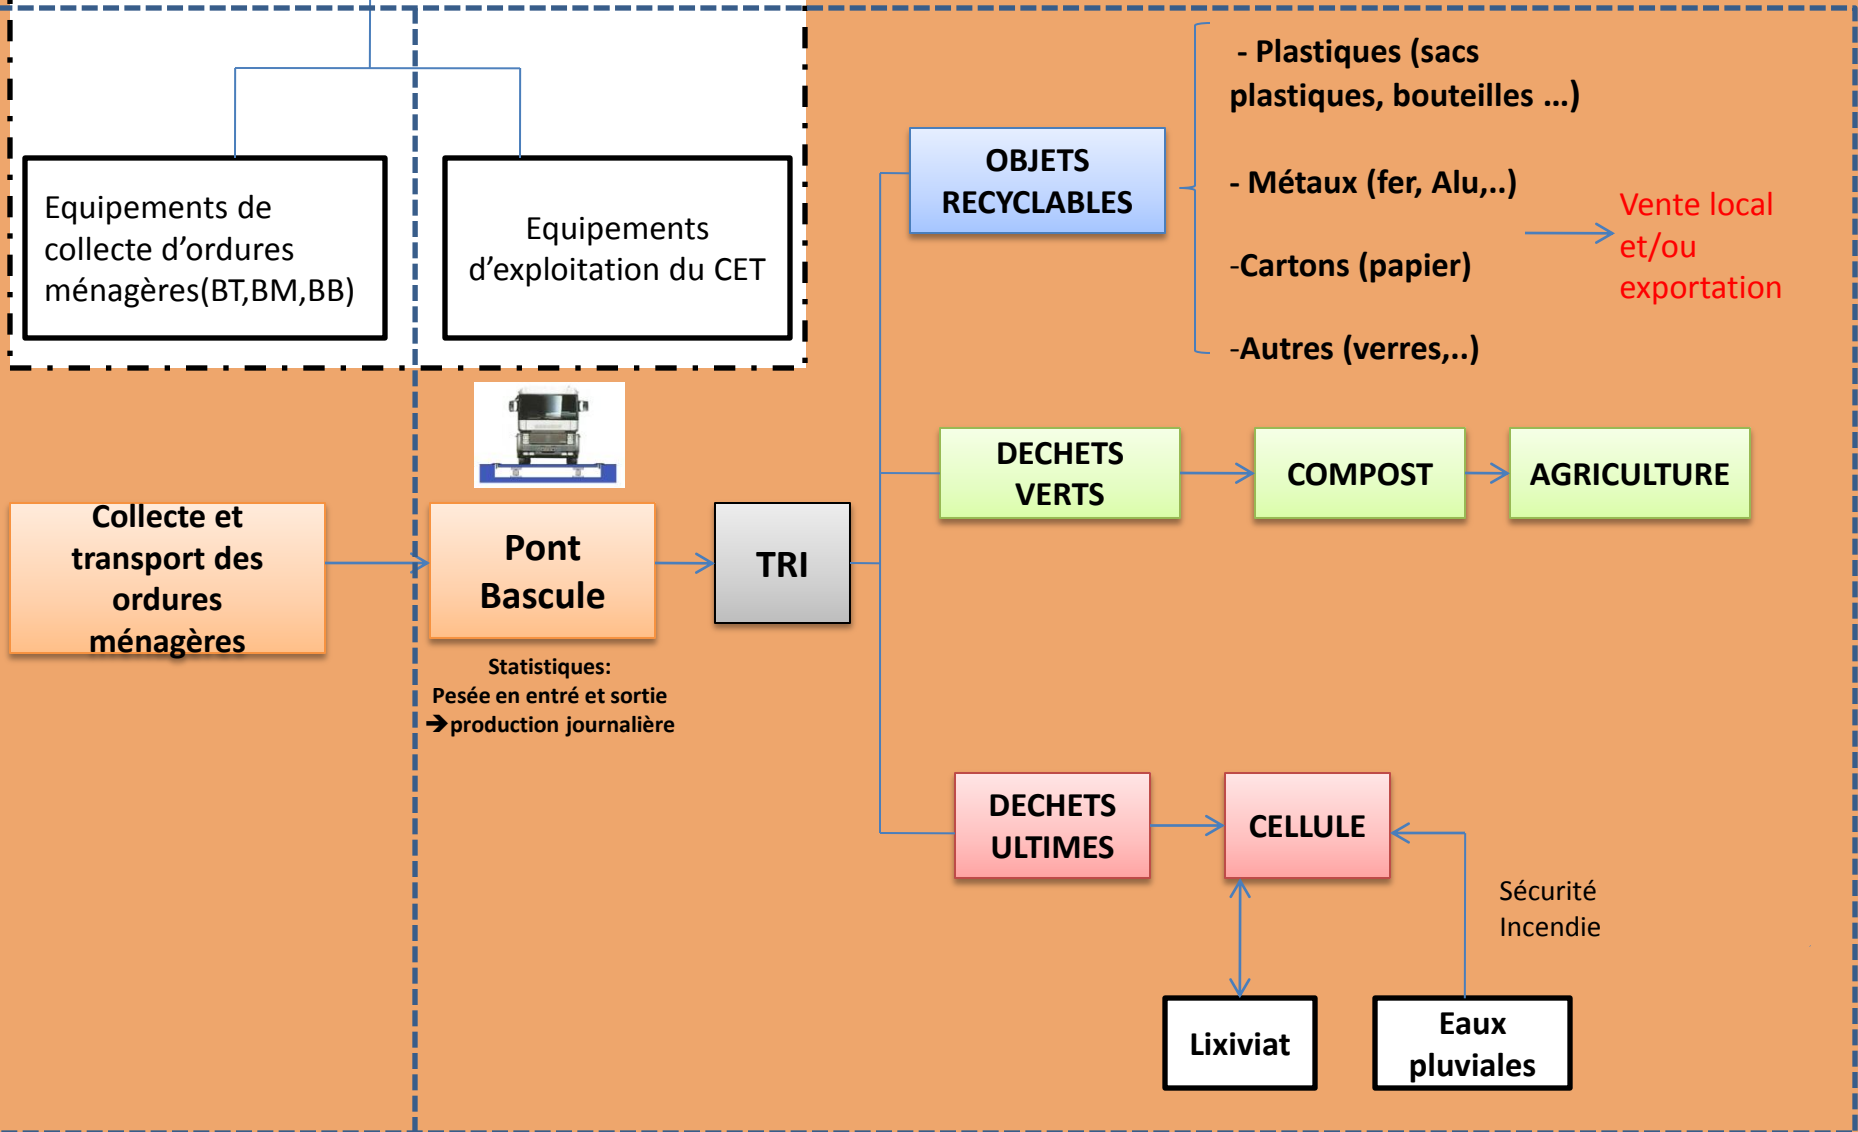 Equipements de
collecte d’ordures
ménagères(BT,BM,BB)
Equipements
d’exploitation du CET
OBJETS
RECYCLABLES
- Plastiques (sacs
plastiques, bouteilles ...)
- Métaux (fer, Alu,..)
-Cartons (papier)
-Autres (verres,..)
Vente local
et/ou
exportation
DECHETS
VERTS
COMPOST
AGRICULTURE
Collecte et
transport des
ordures
ménagères
Pont
Bascule
TRI
Statistiques:
Pesée en entré et sortie
➔production journalière
DECHETS
ULTIMES
CELLULE
Sécurité
Incendie
Lixiviat
Eaux
pluviales